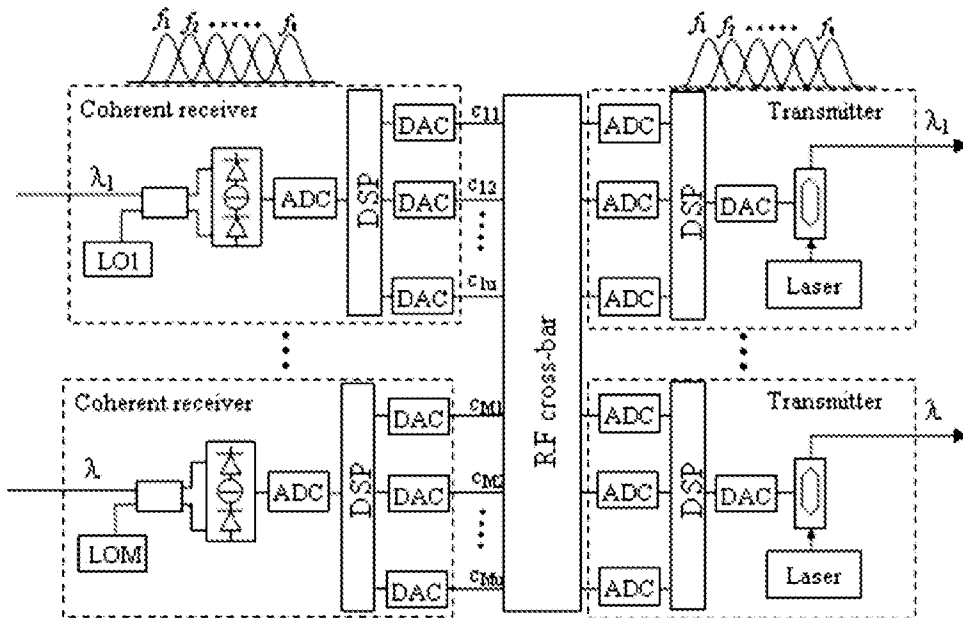 f1 f2 ..... ft
f1 f2 ..... ft
Coherent receiver
Transmitter
DAC
c11
ADC
λ1
λ1
ADC
DSP
DAC
c12
RF cross-bar
ADC
DSP
DAC
LO1
Laser
DAC
c1u
ADC
Coherent receiver
Transmitter
DAC
cM1
ADC
λ
λ
ADC
DSP
DAC
cM2
ADC
DSP
DAC
LOM
Laser
DAC
cMu
ADC